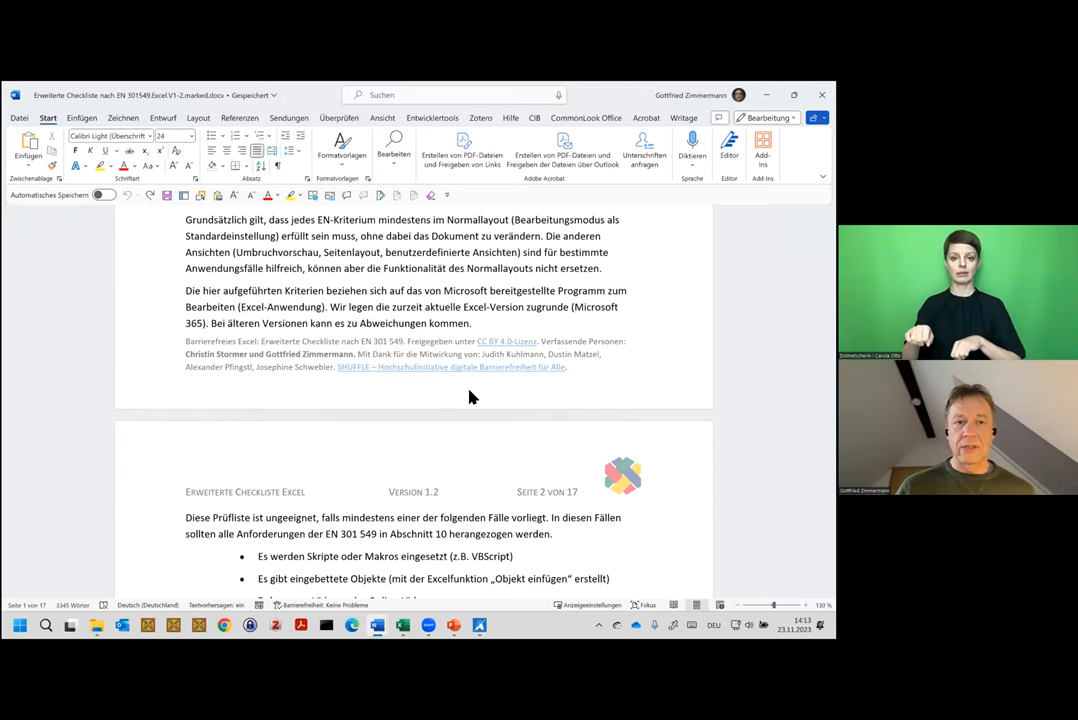 Erweiterte Checkliste nach EN 301549.Excel.V1-2.marked.docx • Gespeichert
Suchen
Gottfried Zimmermann
Datei Start Einfügen Zeichnen Entwurf Layout Referenzen Sendungen Überprüfen Ansicht Entwicklertools Zotero Hilfe CIB CommonLook Office Acrobat Writage Bearbeitung
Calibri Light (Überschrift 24
F K U ab x₂ x²
Einfügen
Formatvorlagen
Bearbeiten
Erstellen von PDF-Dateien und Freigeben von Links
Erstellen von PDF-Dateien und Freigeben der Dateien über Outlook
Unterschriften anfragen
Diktieren
Editor
Add-Ins
Zwischenablage Schriftart Absatz Formatvorlagen Adobe Acrobat Sprache Editor Add-Ins
Automatisches Speichern
Grundsätzlich gilt, dass jedes EN-Kriterium mindestens im Normallayout (Bearbeitungsmodus als
Standardeinstellung) erfüllt sein muss, ohne dabei das Dokument zu verändern. Die anderen
Ansichten (Umbruchvorschau, Seitenlayout, benutzerdefinierte Ansichten) sind für bestimmte
Anwendungsfälle hilfreich, können aber die Funktionalität des Normallayouts nicht ersetzen.
Die hier aufgeführten Kriterien beziehen sich auf das von Microsoft bereitgestellte Programm zum
Bearbeiten (Excel-Anwendung). Wir legen die zurzeit aktuelle Excel-Version zugrunde (Microsoft
365). Bei älteren Versionen kann es zu Abweichungen kommen.
Barrierefreies Excel: Erweiterte Checkliste nach EN 301 549. Freigegeben unter CC BY 4.0-Lizenz. Verfassende Personen:
Christin Stormer und Gottfried Zimmermann. Mit Dank für die Mitwirkung von: Judith Kuhlmann, Dustin Matzel,
Alexander Pfingstl, Josephine Schwebler. SHUFFLE – Hochschulinitiative digitale Barrierefreiheit für Alle.
ERWEITERTE CHECKLISTE EXCEL VERSION 1.2 SEITE 2 VON 17
Diese Prüfliste ist ungeeignet, falls mindestens einer der folgenden Fälle vorliegt. In diesen Fällen
sollten alle Anforderungen der EN 301 549 in Abschnitt 10 herangezogen werden.
• Es werden Skripte oder Makros eingesetzt (z.B. VBScript)
• Es gibt eingebettete Objekte (mit der Excelfunktion „Objekt einfügen“ erstellt)
Seite 1 von 17 3345 Wörter Deutsch (Deutschland) Textvorhersagen: ein Barrierefreiheit: Keine Probleme Anzeigeeinstellungen Fokus 130 %
DEU
14:13
23.11.2023
Dolmetscherin I Carola Otto
Gottfried Zimmermann